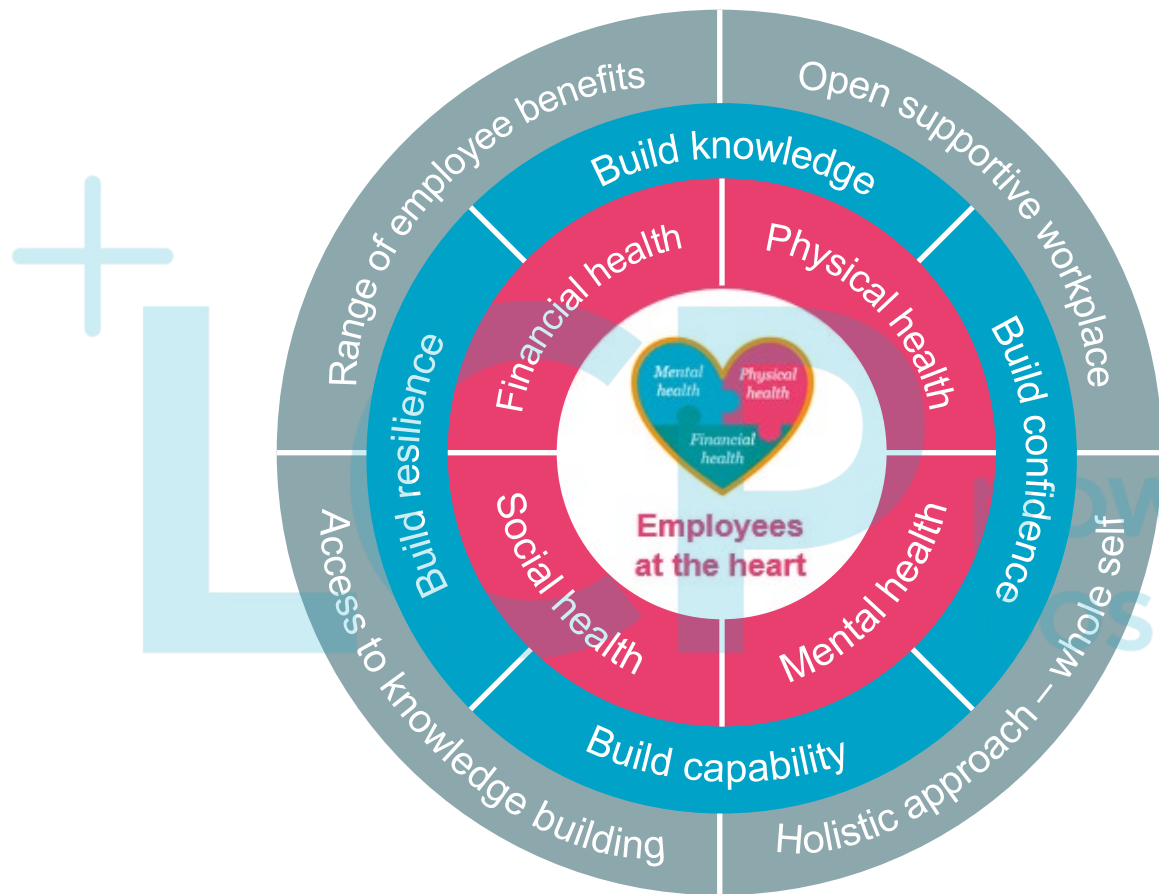 Range of employee benefits
Open supportive workplace
Build knowledge
Financial health
Physical health
Build resilience
Build confidence
Mental
health
Physical
health
Financial
health
Employees
at the heart
Social health
Mental health
Access to knowledge building
Build capability
Holistic approach – whole self
LCP